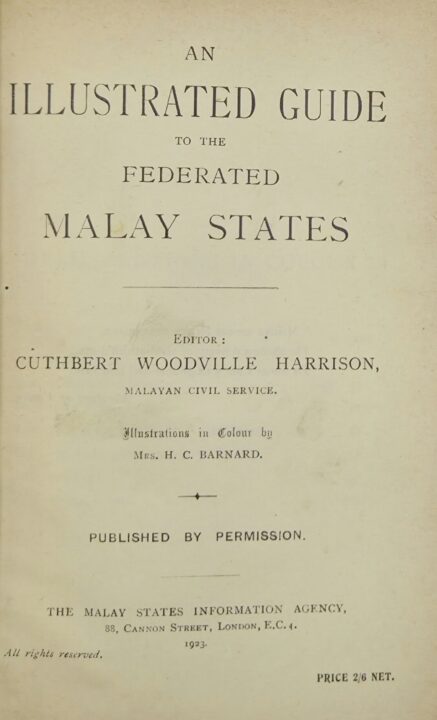 AN
ILLUSTRATED GUIDE
TO THE
FEDERATED
MALAY STATES
EDITOR:
CUTHBERT WOODVILLE HARRISON,
MALAYAN CIVIL SERVICE.
Illustrations in Colour by
MRS. H. C. BARNARD.
PUBLISHED BY PERMISSION.
THE MALAY STATES INFORMATION AGENCY,
88, CANNON STREET, LONDON, E.C. 4.
1923.
All rights reserved.
PRICE 2/6 NET.